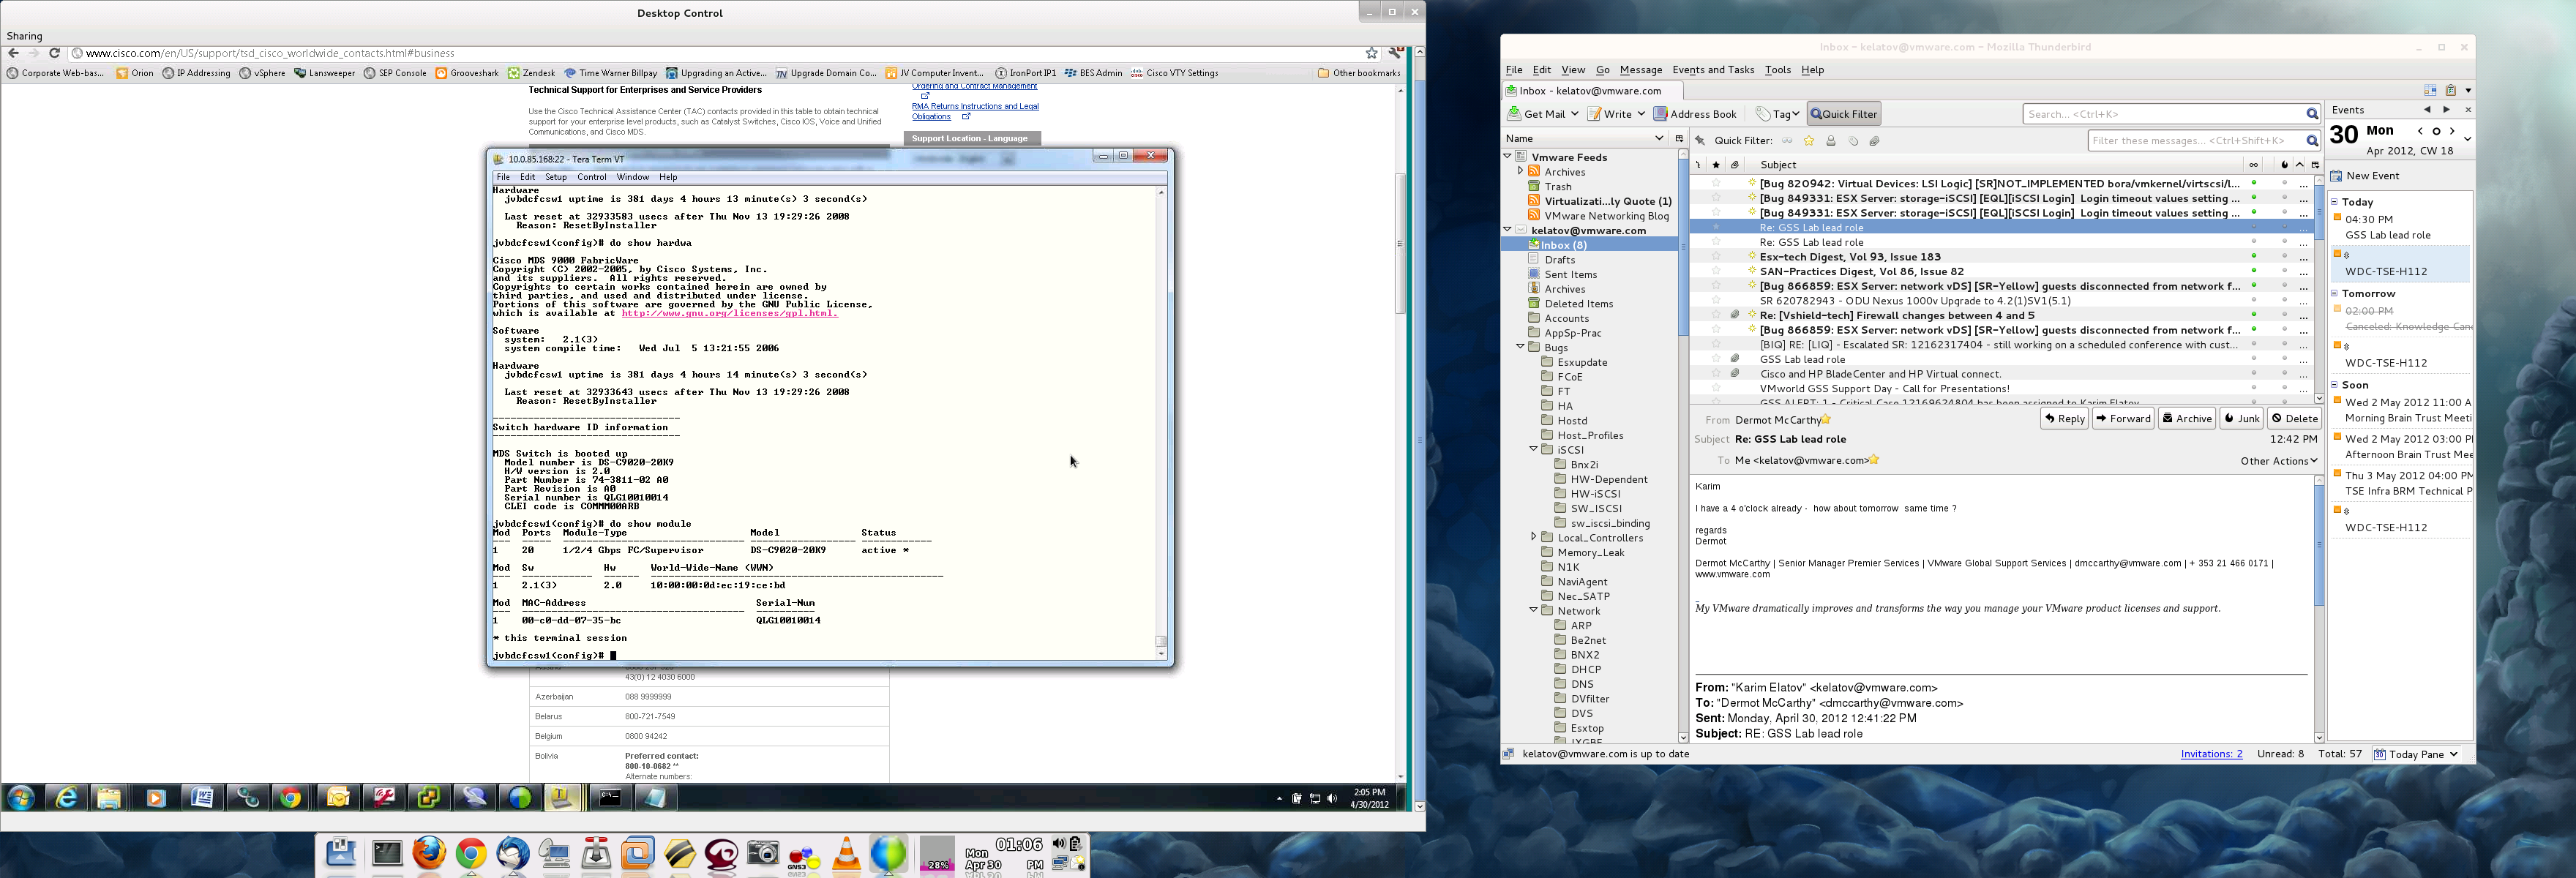 Desktop Control
Sharing
www.cisco.com/en/US/support/tsd_cisco_worldwide_contacts.html#business
Corporate Web-bas... Orion IP Addressing vSphere Lansweeper SEP Console Grooveshark Zendesk Time Warner Billpay Upgrading an Active... Upgrade Domain Co... JV Computer Invent... IronPort IP1 BES Admin Cisco VTY Settings Other bookmarks
Technical Support for Enterprises and Service Providers
Use the Cisco Technical Assistance Center (TAC) contacts provided in this table to obtain technical
support for your enterprise level products, such as Catalyst Switches, Cisco IOS, Voice and Unified
Communications, and Cisco MDS.
Ordering and Contract Management
RMA Returns Instructions and Legal
Obligations
Support Location - Language
10.0.85.168:22 - Tera Term VT
File Edit Setup Control Window Help
Hardware
jvbdcfcsw1 uptime is 381 days 4 hours 13 minute(s) 3 second(s)
Last reset at 32933583 usecs after Thu Nov 13 19:29:26 2008
Reason: ResetByInstaller
jvbdcfcsw1(config)# do show hardwa
Cisco MDS 9000 FabricWare
Copyright (C) 2002-2005, by Cisco Systems, Inc.
and its suppliers. All rights reserved.
Copyrights to certain works contained herein are owned by
third parties, and used and distributed under license.
Portions of this software are governed by the GNU Public License,
which is available at http://www.gnu.org/licenses/gpl.html.
Software
system: 2.1(3)
system compile time: Wed Jul 5 13:21:55 2006
Hardware
jvbdcfcsw1 uptime is 381 days 4 hours 14 minute(s) 3 second(s)
Last reset at 32933643 usecs after Thu Nov 13 19:29:26 2008
Reason: ResetByInstaller
--------------------------------
Switch hardware ID information
--------------------------------
MDS Switch is booted up
Model number is DS-C9020-20K9
H/W version is 2.0
Part Number is 74-3811-02 A0
Part Revision is A0
Serial number is QLG10010014
CLEI code is COMMM00ARB
jvbdcfcsw1(config)# do show module
Mod Ports Module-Type Model Status
1 20 1/2/4 Gbps FC/Supervisor DS-C9020-20K9 active *
Mod Sw Hw World-Wide-Name (WWN)
1 2.1(3) 2.0 10:00:00:0d:ec:19:ce:bd
Mod MAC-Address Serial-Num
1 00-c0-dd-07-35-bc QLG10010014
* this terminal session
jvbdcfcsw1(config)#
43(0) 12 4030 6000
Azerbaijan 088 9999999
Belarus 800-721-7549
Belgium 0800 94242
Bolivia Preferred contact:
800-10-0682 **
Alternate numbers:
2:05 PM
4/30/2012
GNS3
28%
Mon 01:06
Apr 30 PM
Inbox - kelatov@vmware.com - Mozilla Thunderbird
File Edit View Go Message Events and Tasks Tools Help
Inbox - kelatov@vmware.com
Get Mail Write Address Book Tag Quick Filter Search... <Ctrl+K>
Name
Vmware Feeds
Archives
Trash
Virtualizati...ly Quote (1)
VMware Networking Blog
kelatov@vmware.com
Inbox (8)
Drafts
Sent Items
Archives
Deleted Items
Accounts
AppSp-Prac
Bugs
Esxupdate
FCoE
FT
HA
Hostd
Host_Profiles
iSCSI
Bnx2i
HW-Dependent
HW-iSCSI
SW_ISCSI
sw_iscsi_binding
Local_Controllers
Memory_Leak
N1K
NaviAgent
Nec_SATP
Network
ARP
Be2net
BNX2
DHCP
DNS
DVfilter
DVS
Esxtop
IXGBE
Quick Filter: Filter these messages... <Ctrl+Shift+K>
Subject
[Bug 820942: Virtual Devices: LSI Logic] [SR]NOT_IMPLEMENTED bora/vmkernel/virtscsi/l...
[Bug 849331: ESX Server: storage-iSCSI] [EQL][iSCSI Login] Login timeout values setting ...
[Bug 849331: ESX Server: storage-iSCSI] [EQL][iSCSI Login] Login timeout values setting ...
Re: GSS Lab lead role
Re: GSS Lab lead role
Esx-tech Digest, Vol 93, Issue 183
SAN-Practices Digest, Vol 86, Issue 82
[Bug 866859: ESX Server: network vDS] [SR-Yellow] guests disconnected from network f...
SR 620782943 - ODU Nexus 1000v Upgrade to 4.2(1)SV1(5.1)
Re: [Vshield-tech] Firewall changes between 4 and 5
[Bug 866859: ESX Server: network vDS] [SR-Yellow] guests disconnected from network f...
[BIQ] RE: [LIQ] - Escalated SR: 12162317404 - still working on a scheduled conference with cust...
GSS Lab lead role
Cisco and HP BladeCenter and HP Virtual connect.
VMworld GSS Support Day - Call for Presentations!
GSS ALERT: 1 - Critical Case 12169624804 has been assigned to Karim Elatov
From Dermot McCarthy Reply Forward Archive Junk Delete
Subject Re: GSS Lab lead role 12:42 PM
To Me <kelatov@vmware.com> Other Actions
Karim
I have a 4 o'clock already - how about tomorrow same time ?
regards
Dermot
Dermot McCarthy | Senior Manager Premier Services | VMware Global Support Services | dmccarthy@vmware.com | + 353 21 466 0171 |
www.vmware.com
My VMware dramatically improves and transforms the way you manage your VMware product licenses and support.
From: "Karim Elatov" <kelatov@vmware.com>
To: "Dermot McCarthy" <dmccarthy@vmware.com>
Sent: Monday, April 30, 2012 12:41:22 PM
Subject: RE: GSS Lab lead role
Events
30 Mon
Apr 2012, CW 18
New Event
Today
04:30 PM
GSS Lab lead role
WDC-TSE-H112
Tomorrow
02:00 PM
Canceled: Knowledge Can
WDC-TSE-H112
Soon
Wed 2 May 2012 11:00 A
Morning Brain Trust Meeti
Wed 2 May 2012 03:00 P
Afternoon Brain Trust Mee
Thu 3 May 2012 04:00 PM
TSE Infra BRM Technical P
WDC-TSE-H112
kelatov@vmware.com is up to date Invitations: 2 Unread: 8 Total: 57 Today Pane